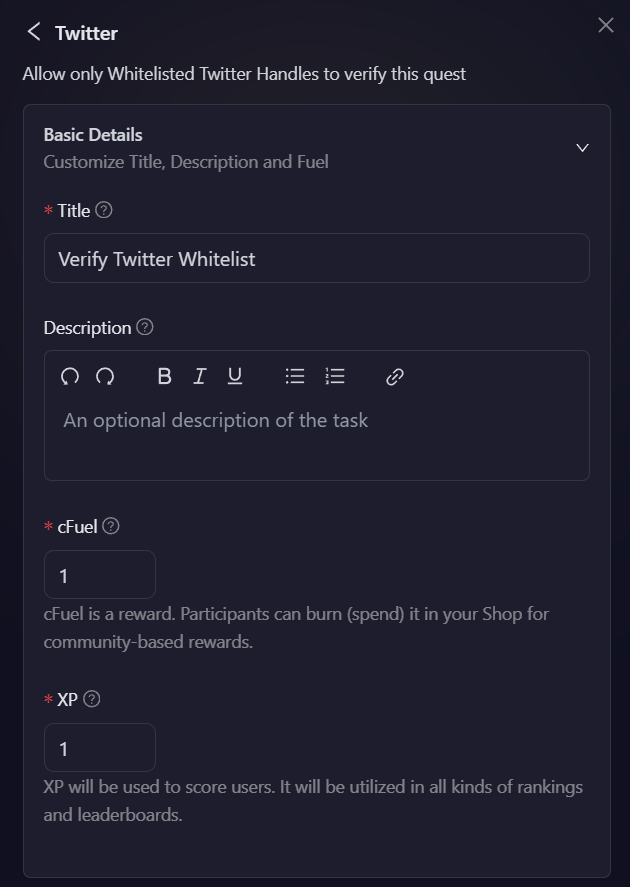 Twitter
Allow only Whitelisted Twitter Handles to verify this quest
Basic Details
Customize Title, Description and Fuel
* Title ?
Verify Twitter Whitelist
Description ?
B I U
An optional description of the task
* cFuel ?
1
cFuel is a reward. Participants can burn (spend) it in your Shop for
community-based rewards.
* XP ?
1
XP will be used to score users. It will be utilized in all kinds of rankings
and leaderboards.